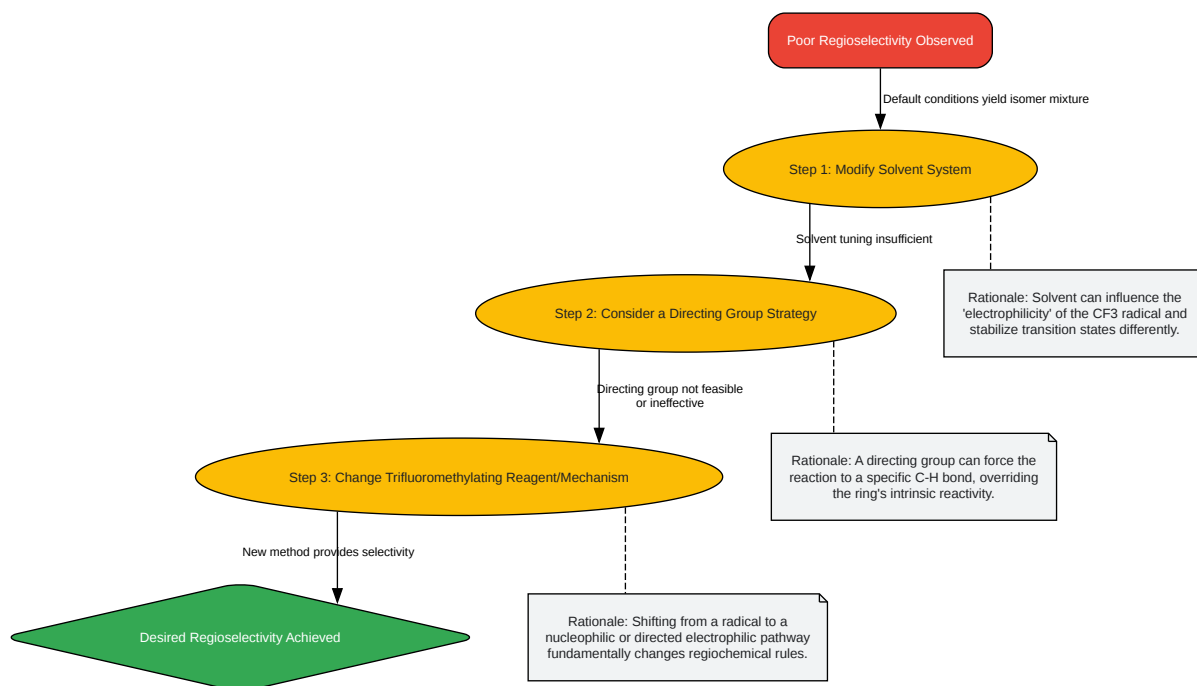 Poor Regioselectivity Observed
Default conditions yield isomer mixture
Step 1: Modify Solvent System
Solvent tuning insufficient
Rationale: Solvent can influence the
'electrophilicity' of the CF3 radical and
stabilize transition states differently.
Step 2: Consider a Directing Group Strategy
Directing group not feasible
or ineffective
Rationale: A directing group can force the
reaction to a specific C-H bond, overriding
the ring's intrinsic reactivity.
Step 3: Change Trifluoromethylating Reagent/Mechanism
New method provides selectivity
Rationale: Shifting from a radical to a
nucleophilic or directed electrophilic pathway
fundamentally changes regiochemical rules.
Desired Regioselectivity Achieved